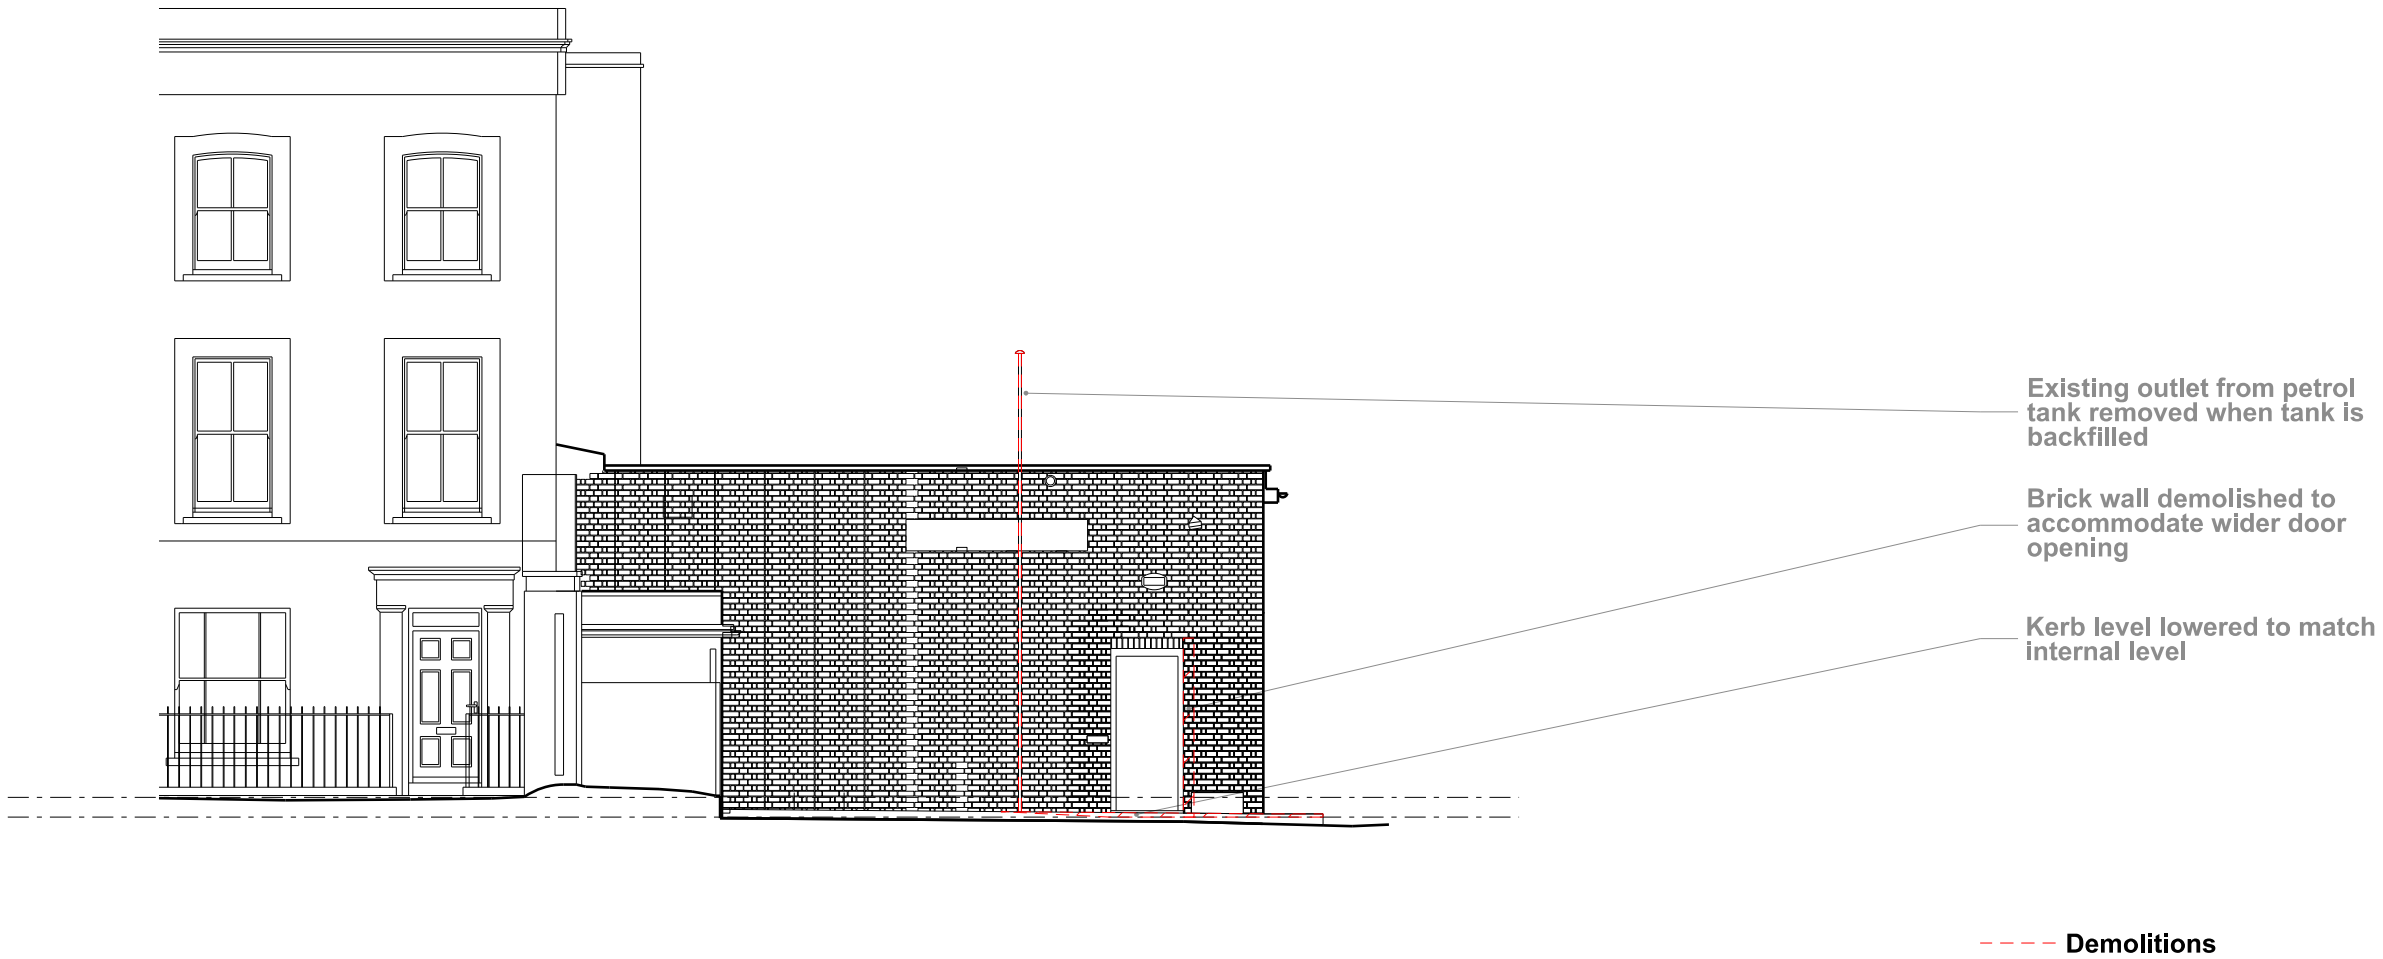 Existing outlet from petrol
tank removed when tank is
backfilled
Brick wall demolished to
accommodate wider door
opening
Kerb level lowered to match
internal level
Demolitions